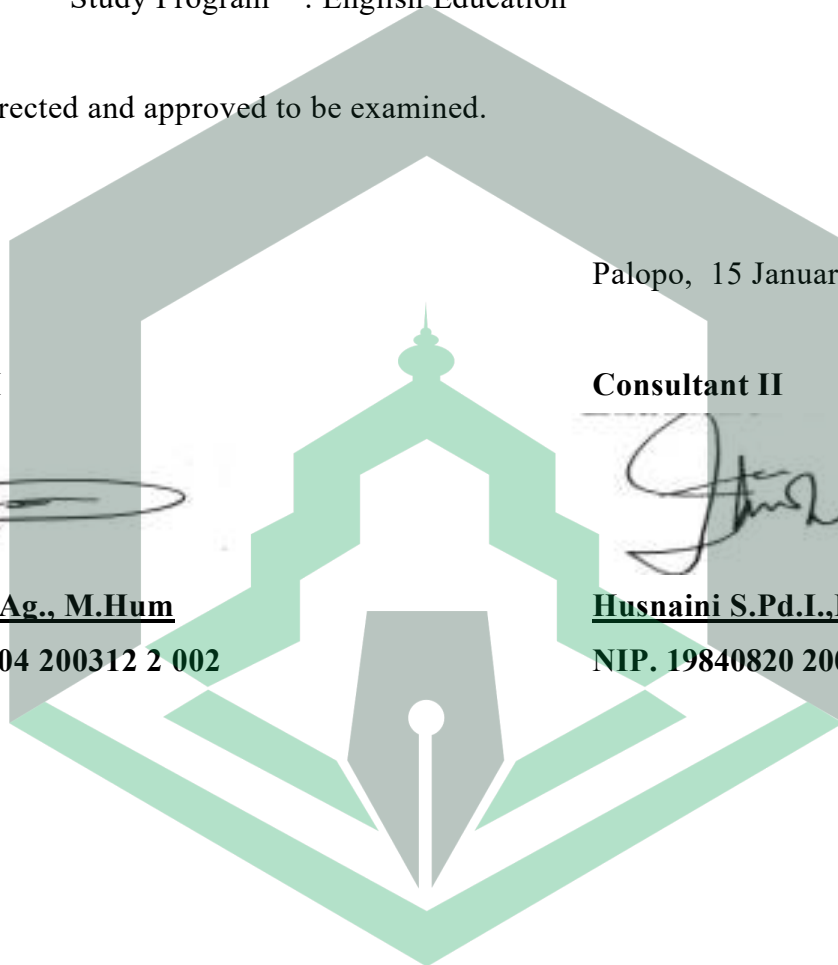 Study Program : English Education
rected and approved to be examined.
Palopo, 15 Januar
Consultant II
Ag., M.Hum
Husnaini S.Pd.I.,
04 200312 2 002
NIP. 19840820 200